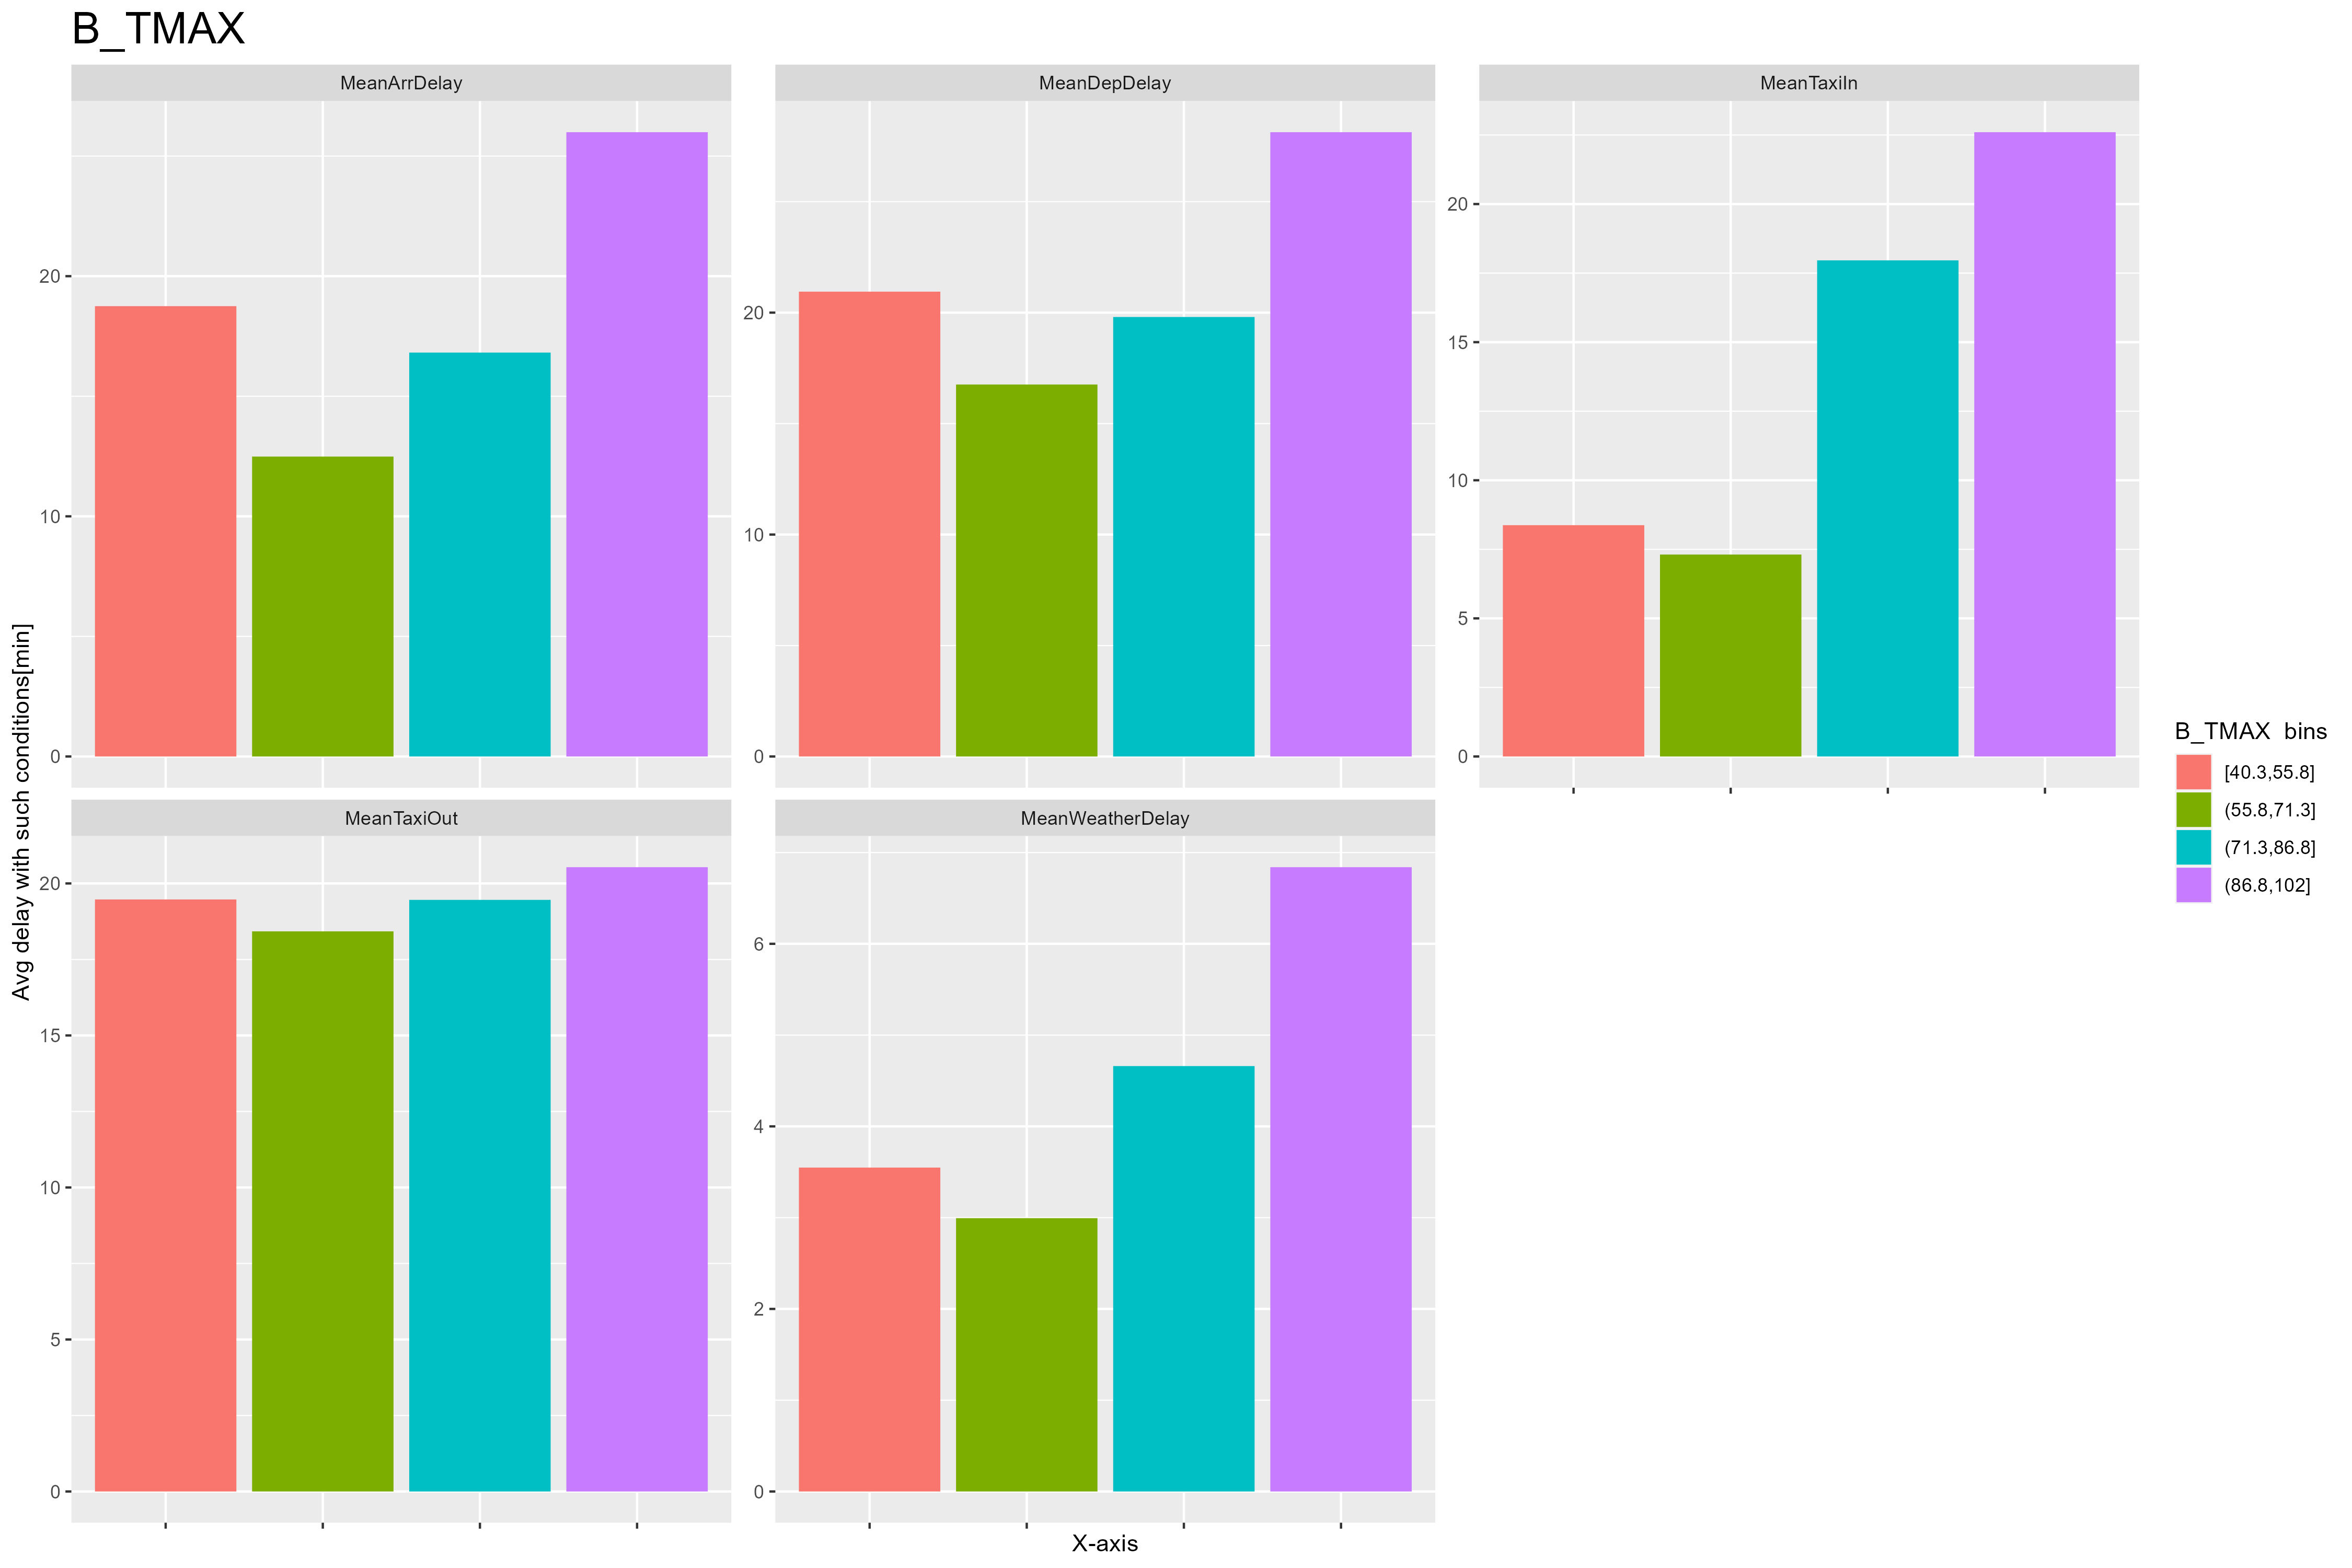 B_TMAX
MeanArrDelay
MeanDepDelay
MeanTaxiIn
20
10
0
20
10
0
20
15
10
5
0
MeanTaxiOut
MeanWeatherDelay
20
15
10
5
0
6
4
2
0
Avg delay with such conditions[min]
X-axis
B_TMAX  bins
[40.3,55.8]
(55.8,71.3]
(71.3,86.8]
(86.8,102]